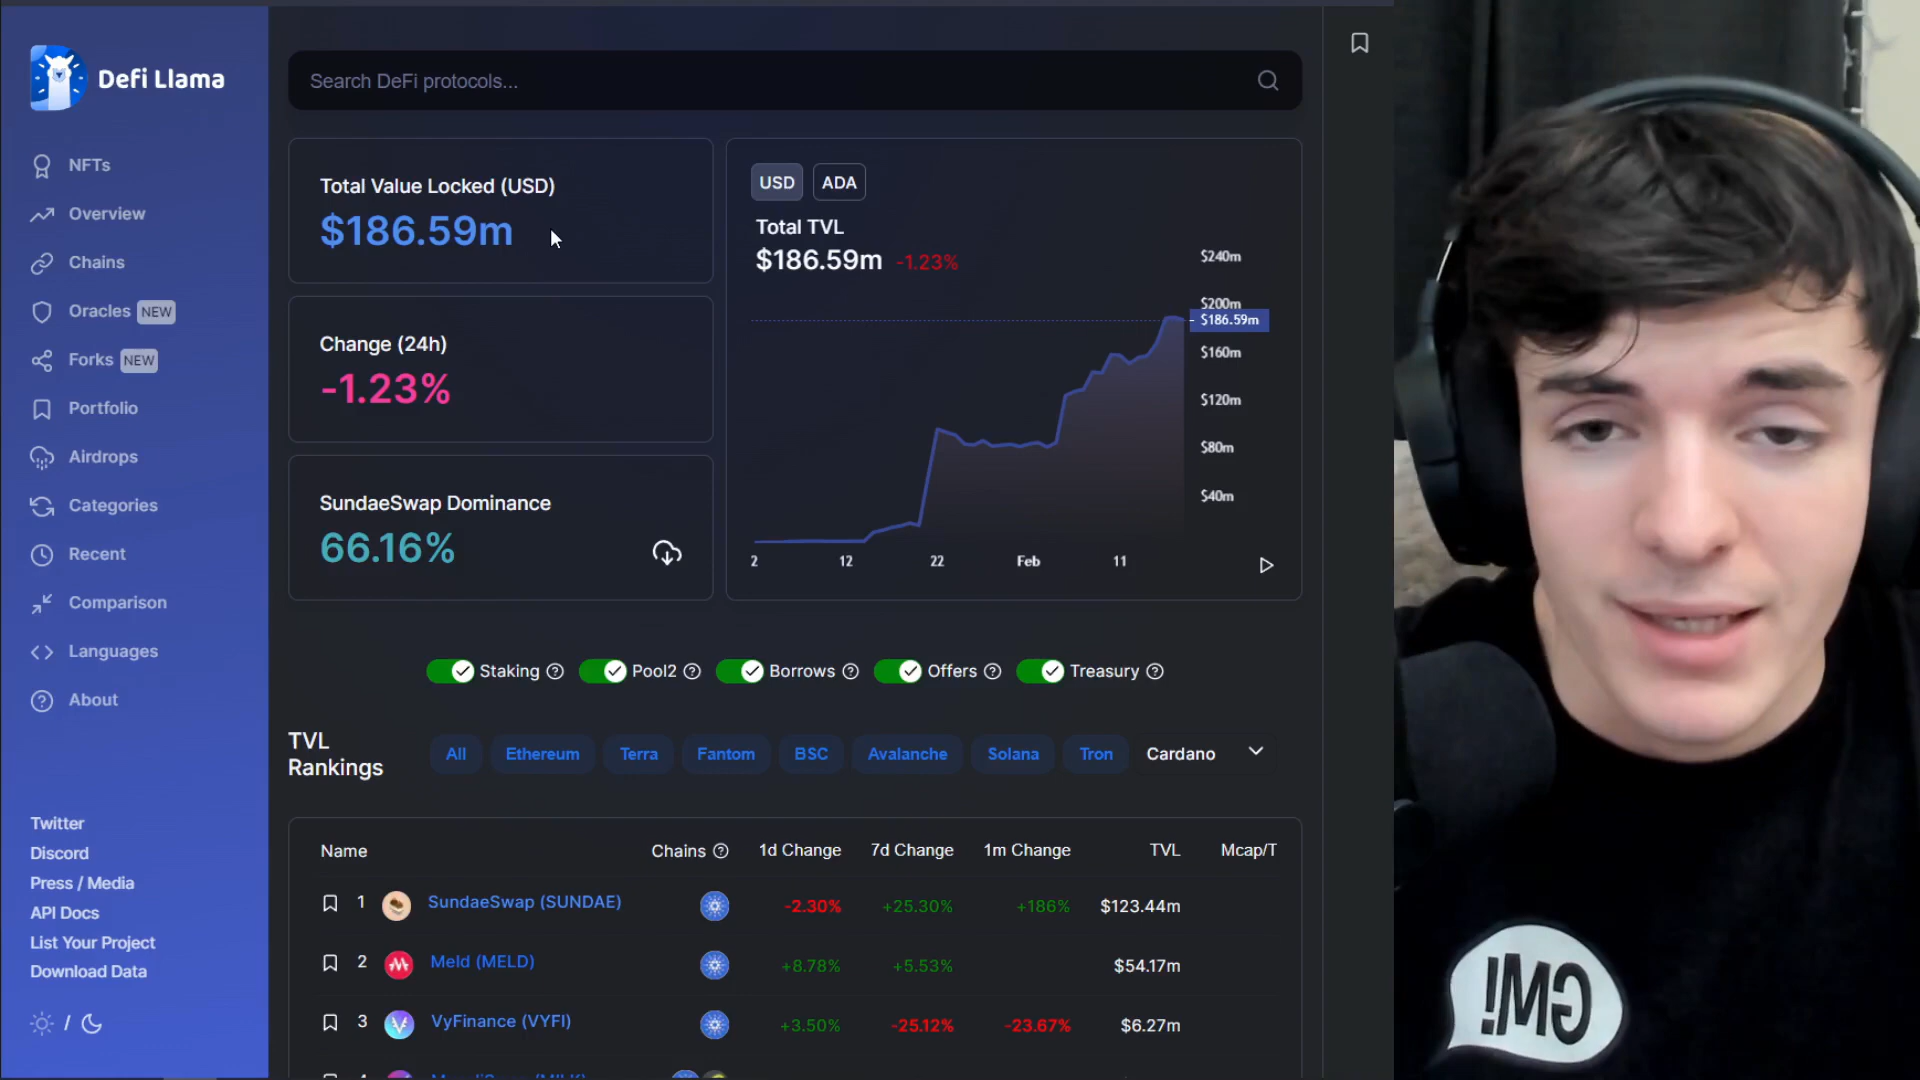 Defi Llama
NFTs
Overview
Chains
Oracles NEW
Forks NEW
Portfolio
Airdrops
Categories
Recent
Comparison
Languages
About
Twitter
Discord
Press / Media
API Docs
List Your Project
Download Data
/
Search DeFi protocols...
Total Value Locked (USD)
$186.59m
Change (24h)
-1.23%
SundaeSwap Dominance
66.16%
USD ADA
Total TVL
$186.59m -1.23%
$240m
$200m
$186.59m
$160m
$120m
$80m
$40m
2 12 22 Feb 11
Staking Pool2 Borrows Offers Treasury
TVL
Rankings
All Ethereum Terra Fantom BSC Avalanche Solana Tron Cardano
Name Chains 1d Change 7d Change 1m Change TVL Mcap/T
1 SundaeSwap (SUNDAE) -2.30% +25.30% +186% $123.44m
2 Meld (MELD) +8.78% +5.53% $54.17m
3 VyFinance (VYFI) +3.50% -25.12% -23.67% $6.27m
GM!